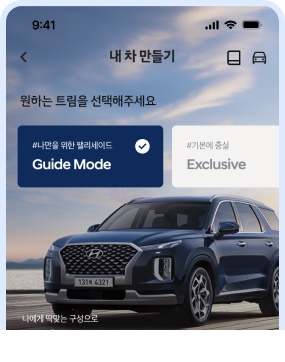 9:41
내 차 만들기
원하는 트림을 선택해주세요
#나만을 위한 팰리세이드
Guide Mode
#기본에 충실
Exclusive
131하 4321
나에게 딱맞는 구성으로